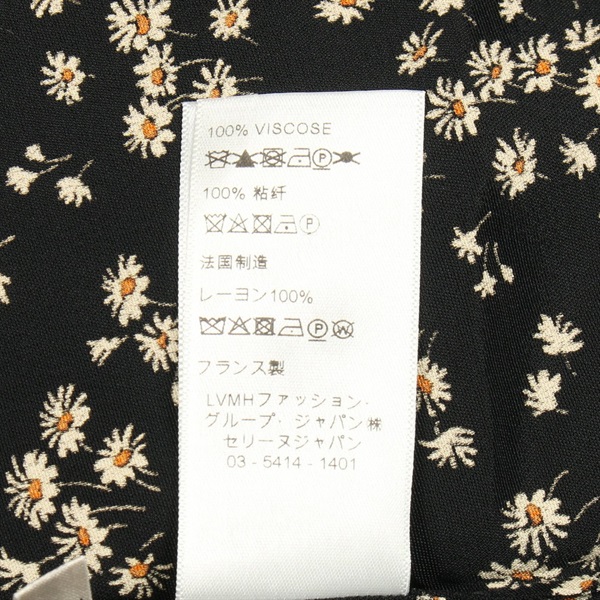 100% VISCOSE
100% 粘纤
法国制造
レーヨン100%
フランス製
LVMHファッション・
グループ・ジャパン㈱
セリーヌジャパン
03 - 5414 - 1401